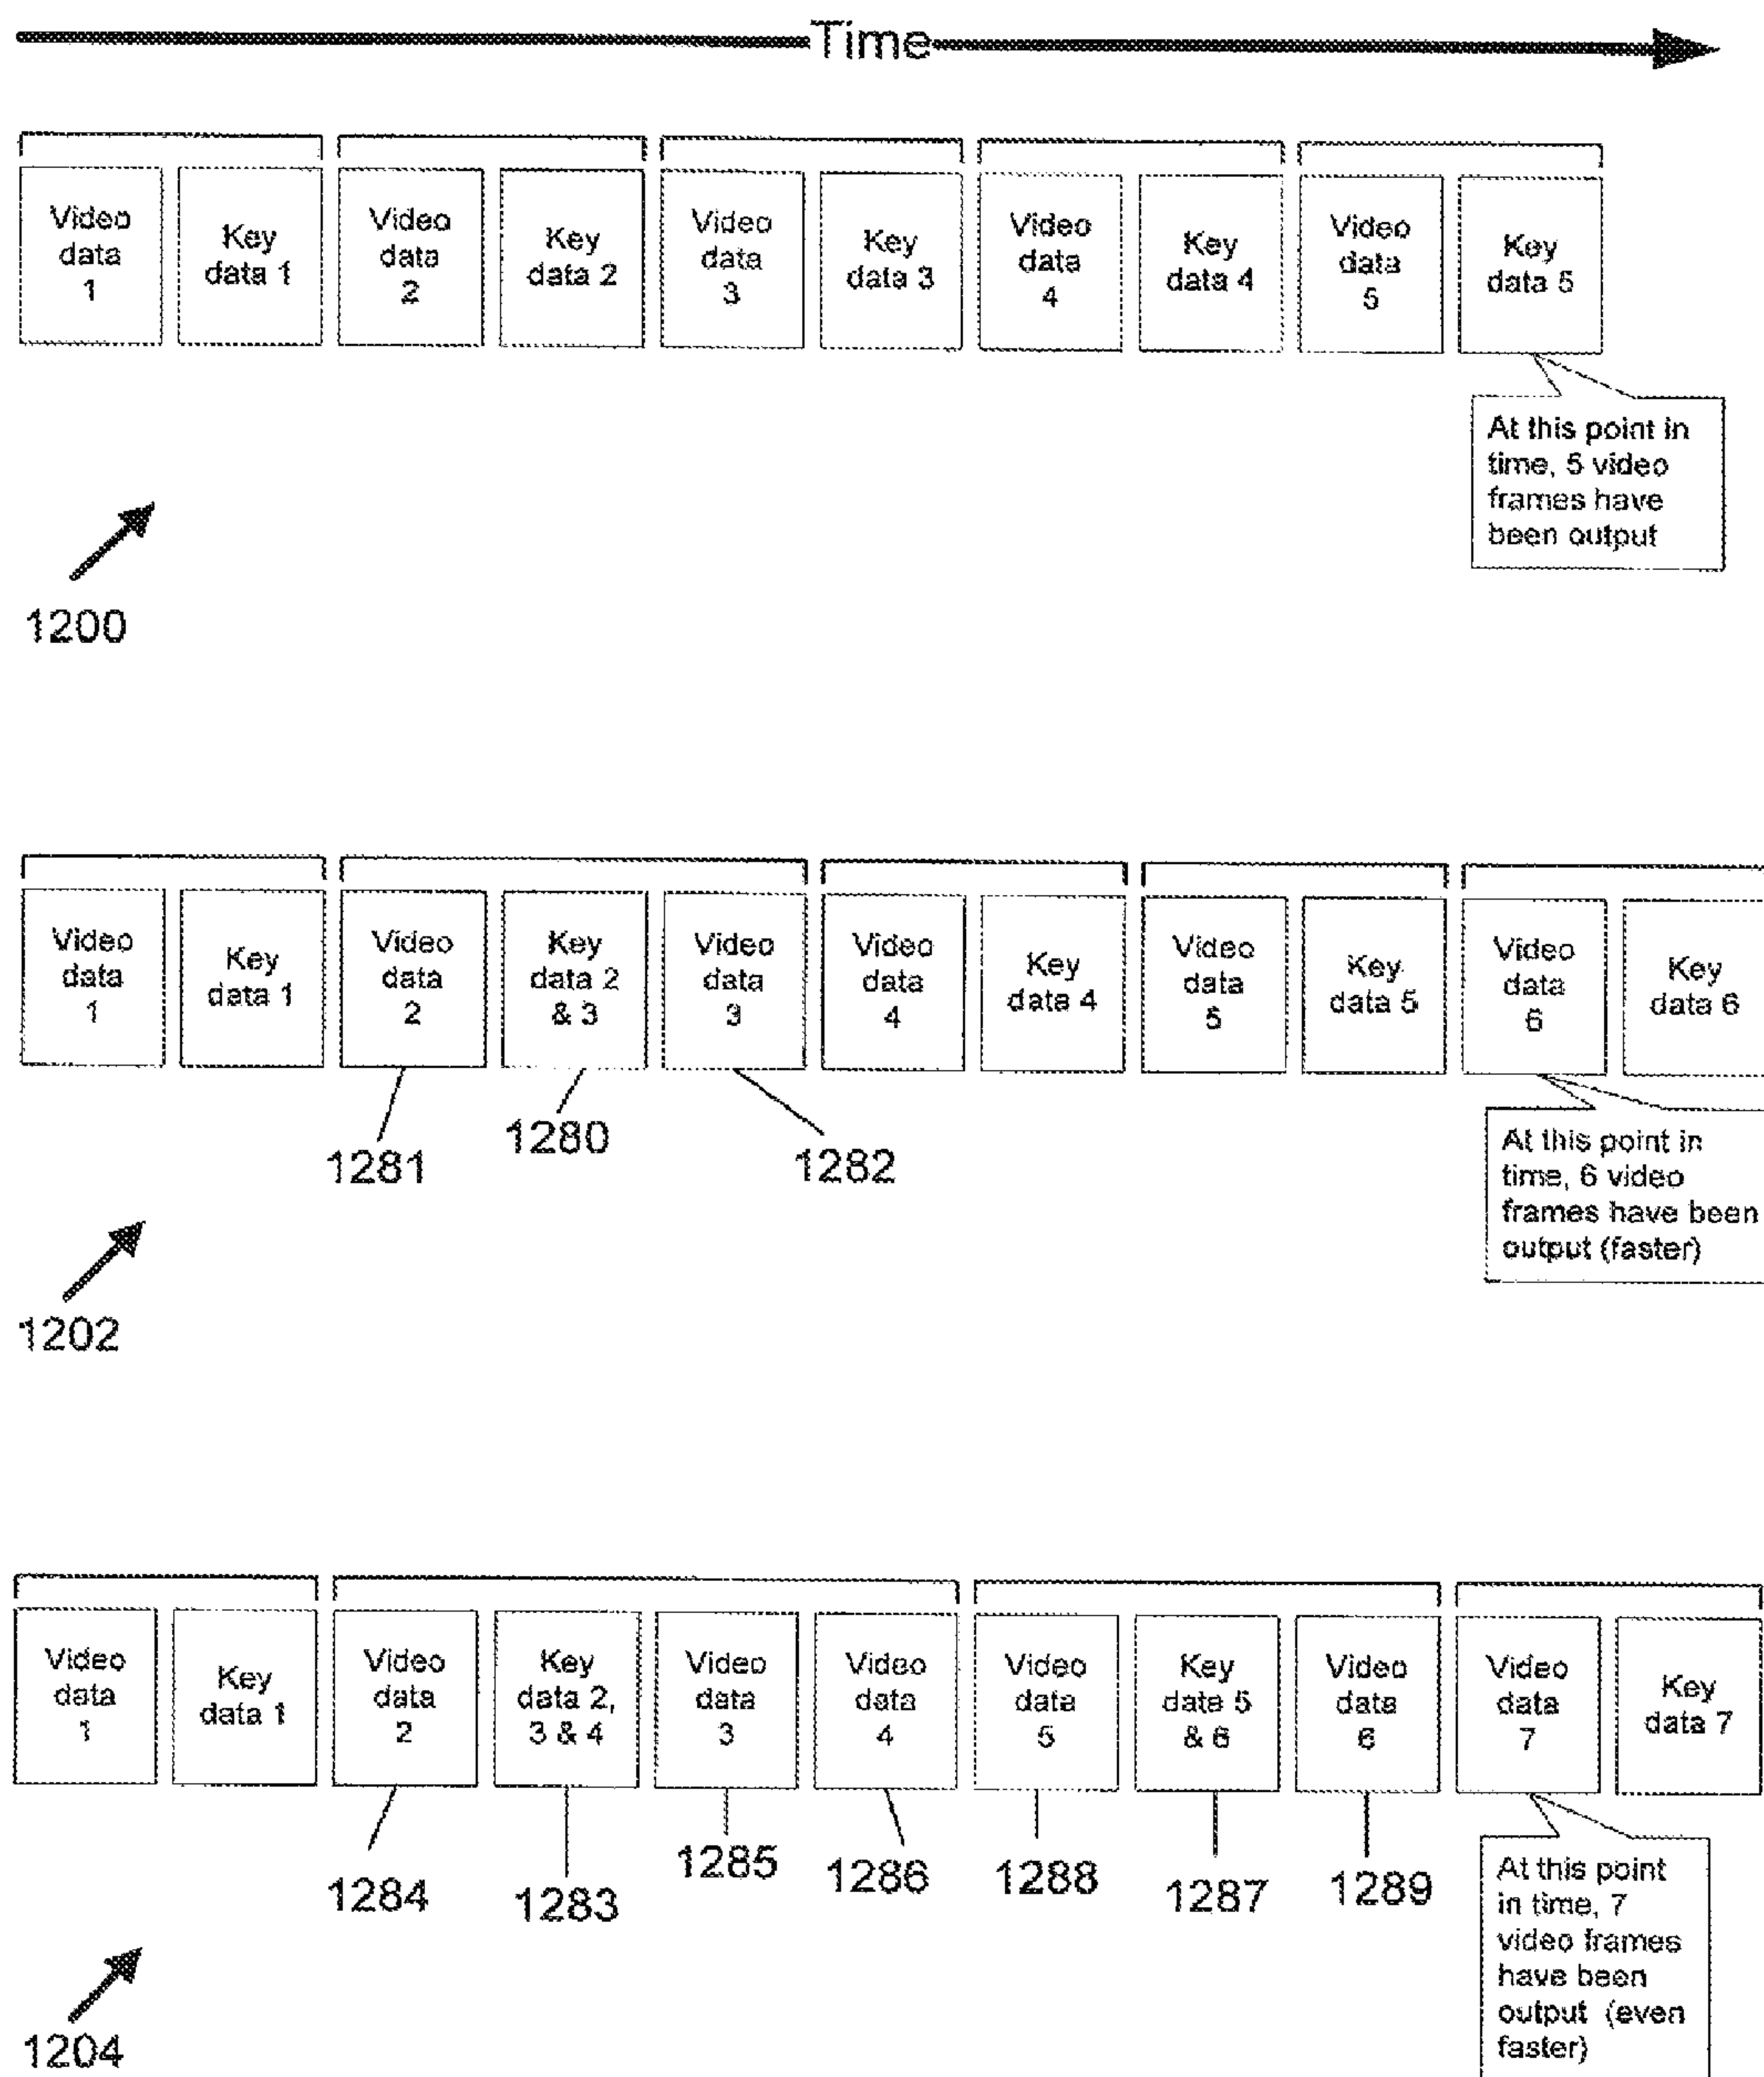 Time
Video
data
1
Key
data 1
Video
data
2
Key
data 2
Video
data
3
Key
data 3
Video
data
4
Key
data 4
Video
data
5
Key
data 5
At this point in
time, 5 video
frames have
been output
1200
Video
data
1
Key
data 1
Video
data
2
Key
data 2
& 3
Video
data
3
Video
data
4
Key
data 4
Video
data
5
Key
data 5
Video
data
6
Key
data 6
1281
1280
1282
At this point in
time, 6 video
frames have been
output (faster)
1202
Video
data
1
Key
data 1
Video
data
2
Key
data 2,
3 & 4
Video
data
3
Video
data
4
Video
data
5
Key
data 5
& 6
Video
data
6
Video
data
7
Key
data 7
1284
1283
1285
1286
1288
1287
1289
At this point
in time, 7
video frames
have been
output (even
faster)
1204